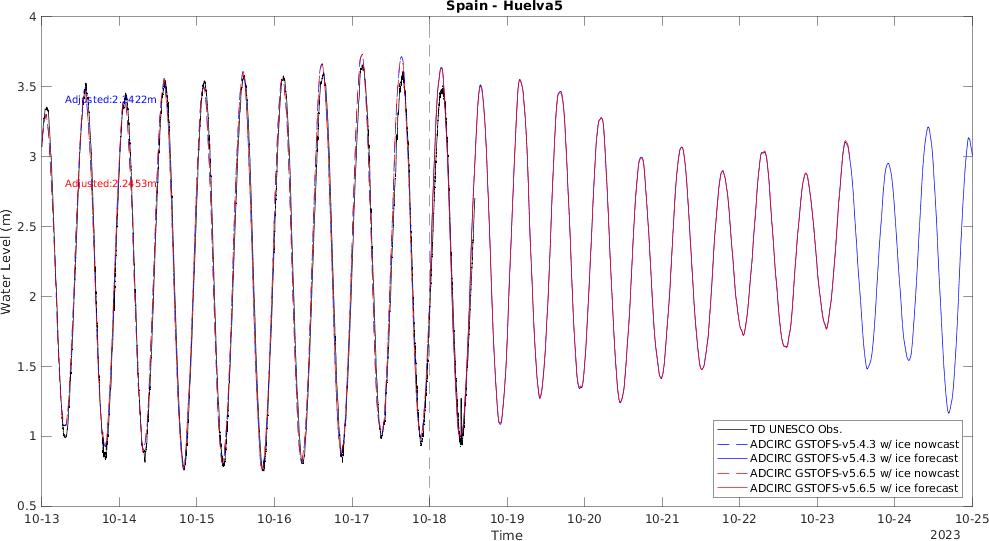 Spain - Huelva5
4
3.5
3
2.5
2
1.5
1
0.5
Water Level (m)
Adjusted:2.2422m
Adjusted:2.2453m
TD UNESCO Obs.
ADCIRC GSTOFS-v5.4.3 w/ ice nowcast
ADCIRC GSTOFS-v5.4.3 w/ ice forecast
ADCIRC GSTOFS-v5.6.5 w/ ice nowcast
ADCIRC GSTOFS-v5.6.5 w/ ice forecast
10-13 10-14 10-15 10-16 10-17 10-18 10-19 10-20 10-21 10-22 10-23 10-24 10-25
Time
2023